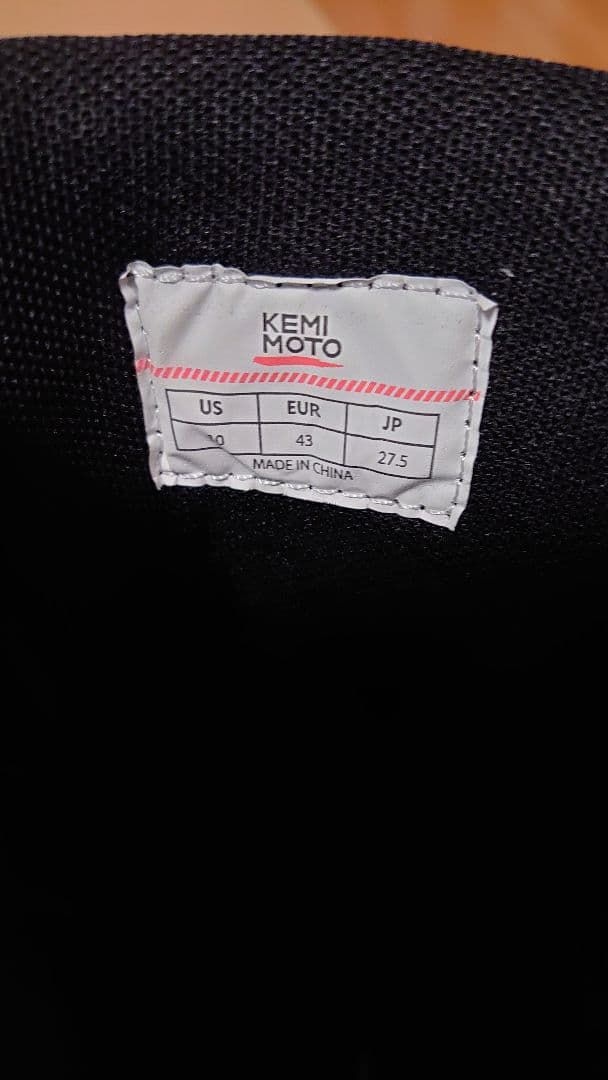 KEMI
MOTO
US EUR JP
43 27.5
MADE IN CHINA